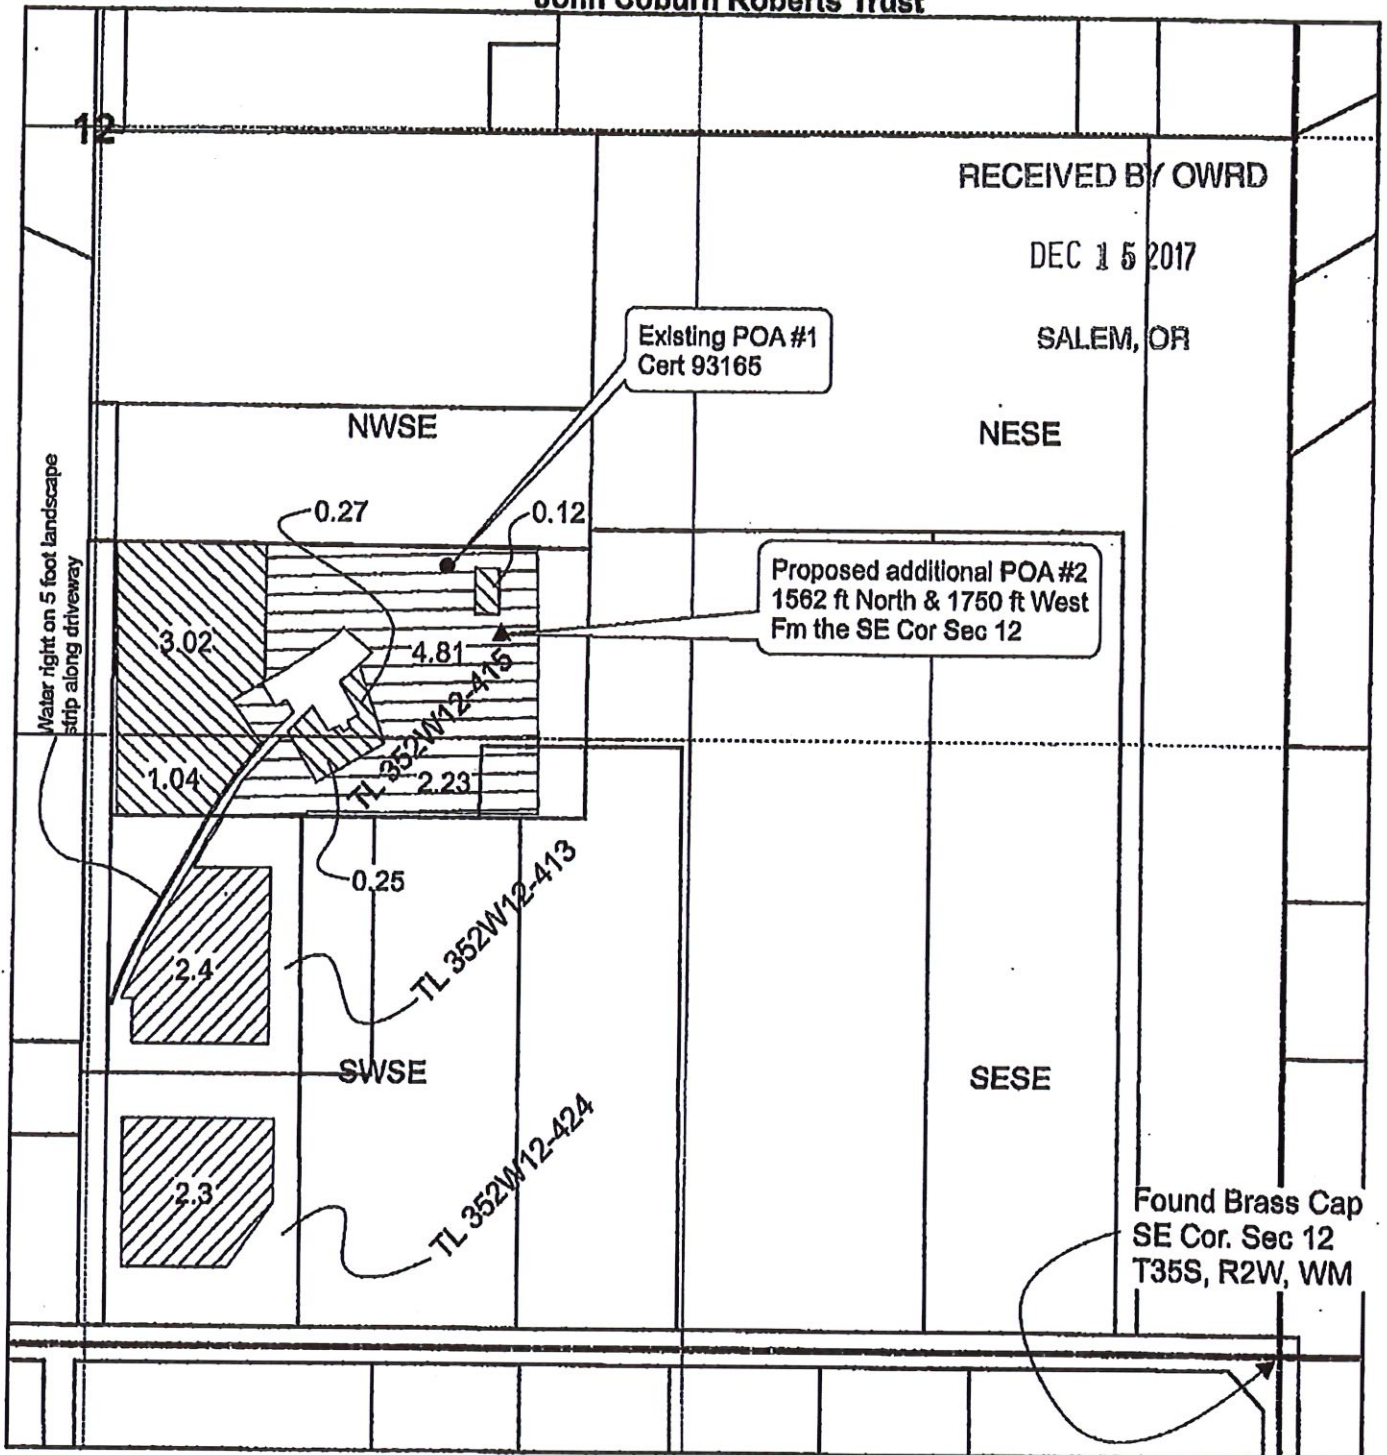 John Coburn Roberts Trust
12
RECEIVED BY OWRD
DEC 15 2017
SALEM, OR
Existing POA #1
Cert 93165
NWSE
NESE
Water right on 5 foot landscape
strip along driveway
0.27
0.12
Proposed additional POA #2
1562 ft North & 1750 ft West
Fm the SE Cor Sec 12
3.02
4.81
TL 352W12-415
1.04
2.23
0.25
TL 352W12-413
2.4
SWSE
SESE
TL 352W12-424
2.3
Found Brass Cap
SE Cor. Sec 12
T35S, R2W, WM